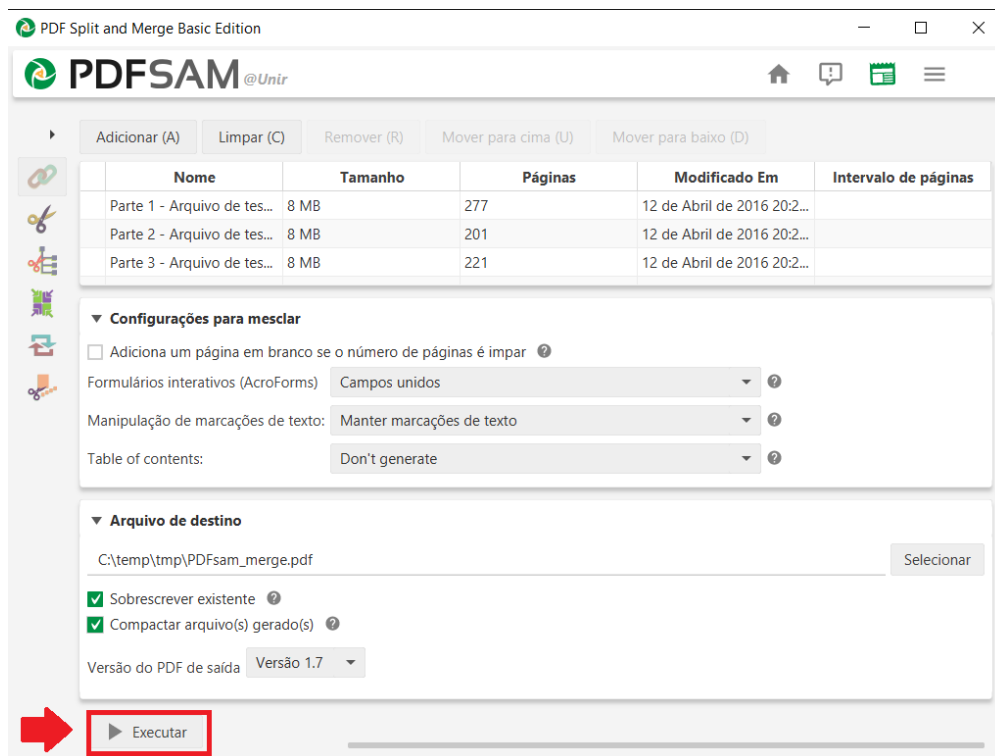 PDF Split and Merge Basic Edition
PDFSAM @Unir
Adicionar (A) Limpar (C) Remover (R) Mover para cima (U) Mover para baixo (D)
Nome Tamanho Páginas Modificado Em Intervalo de páginas
Parte 1 - Arquivo de tes... 8 MB 277 12 de Abril de 2016 20:2...
Parte 2 - Arquivo de tes... 8 MB 201 12 de Abril de 2016 20:2...
Parte 3 - Arquivo de tes... 8 MB 221 12 de Abril de 2016 20:2...
Configurações para mesclar
Adiciona um página em branco se o número de páginas é impar
Formulários interativos (AcroForms) Campos unidos
Manipulação de marcações de texto: Manter marcações de texto
Table of contents: Don't generate
Arquivo de destino
C:\temp\tmp\PDFsam_merge.pdf Selecionar
Sobrescrever existente
Compactar arquivo(s) gerado(s)
Versão do PDF de saída Versão 1.7
Executar